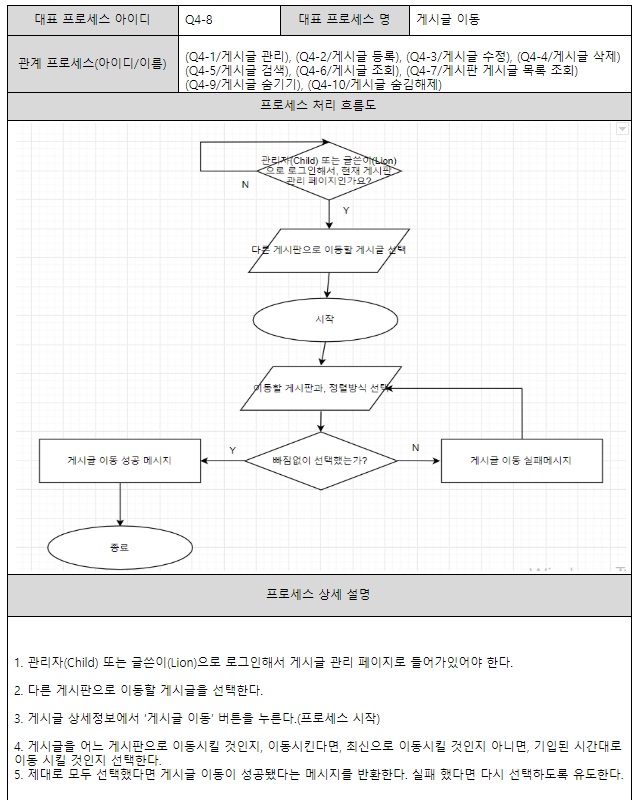 대표 프로세스 아이디 Q4-8 대표 프로세스 명 게시글 이동
관계 프로세스(아이디/이름)
(Q4-1/게시글 관리), (Q4-2/게시글 등록), (Q4-3/게시글 수정), (Q4-4/게시글 삭제)
(Q4-5/게시글 검색), (Q4-6/게시글 조회), (Q4-7/게시판 게시글 목록 조회)
(Q4-9/게시글 숨기기), (Q4-10/게시글 숨김해제)
프로세스 처리 흐름도
관리자(Child) 또는 글쓴이(Lion)
으로 로그인해서, 현재 게시판
관리 페이지인가요?
N
Y
다른 게시판으로 이동할 게시글 선택
시작
이동할 게시판과, 정렬방식 선택
빠짐없이 선택했는가?
Y
N
게시글 이동 성공 메시지
게시글 이동 실패메시지
종료
프로세스 상세 설명
1. 관리자(Child) 또는 글쓴이(Lion)으로 로그인해서 게시글 관리 페이지로 들어가있어야 한다.
2. 다른 게시판으로 이동할 게시글을 선택한다.
3. 게시글 상세정보에서 '게시글 이동' 버튼을 누른다.(프로세스 시작)
4. 게시글을 어느 게시판으로 이동시킬 것인지, 이동시킨다면, 최신으로 이동시킬 것인지 아니면, 기입된 시간대로
이동 시킬 것인지 선택한다.
5. 제대로 모두 선택했다면 게시글 이동이 성공됐다는 메시지를 반환한다. 실패 했다면 다시 선택하도록 유도한다.